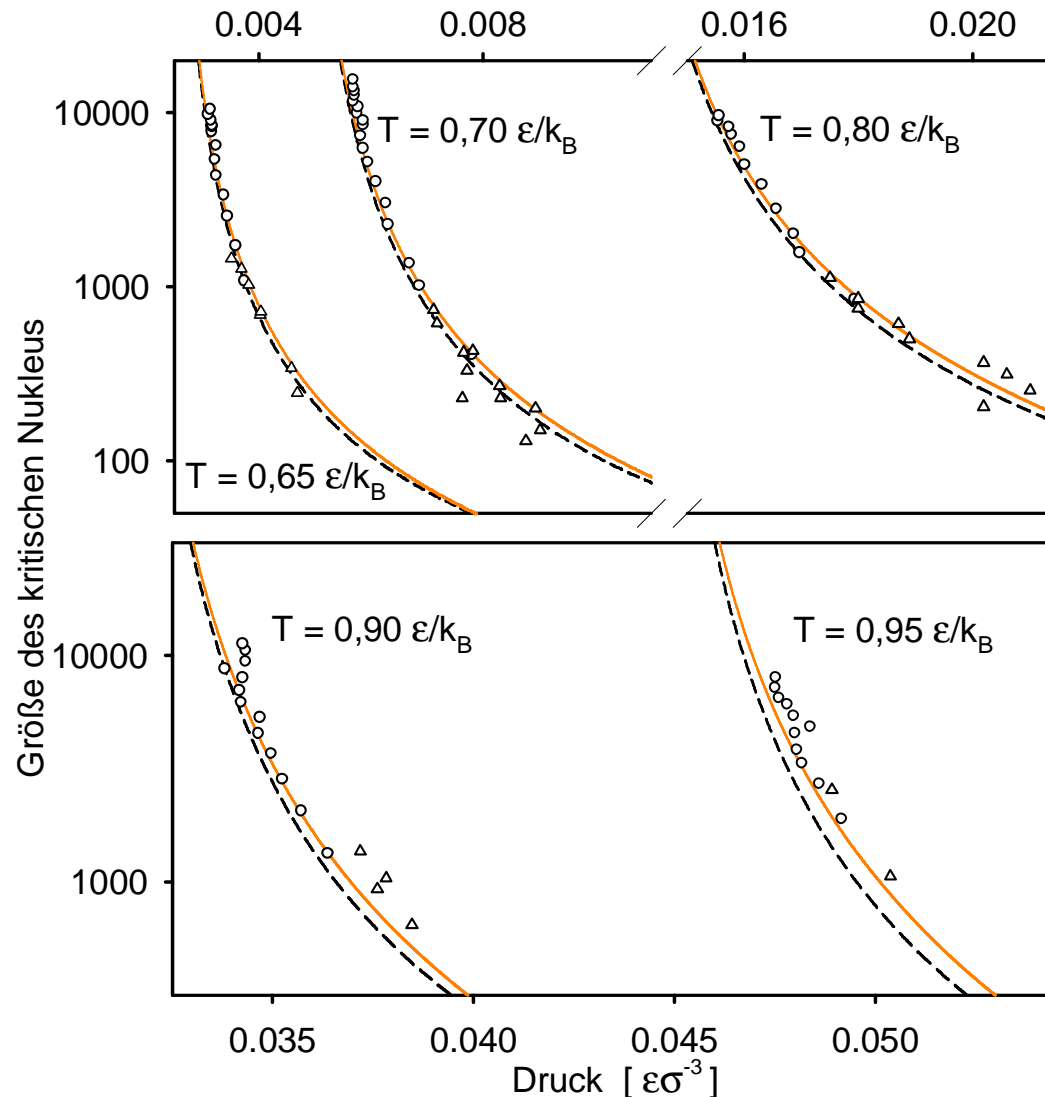 0.004 0.008 0.016 0.020
10000
T = 0,70 ε/k_B
T = 0,80 ε/k_B
1000
100
T = 0,65 ε/k_B
Größe des kritischen Nukleus
T = 0,90 ε/k_B
T = 0,95 ε/k_B
10000
1000
0.035 0.040 0.045 0.050
Druck [ εσ⁻³ ]